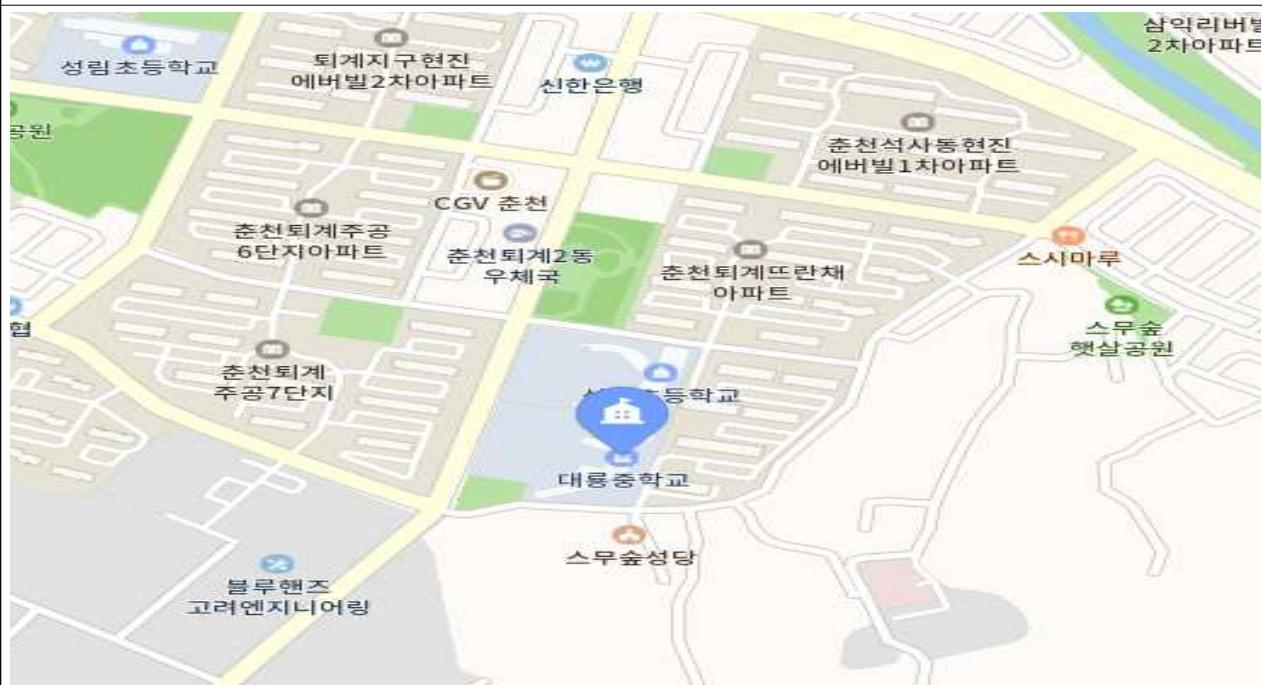 삼익리버빌
2차아파트
성림초등학교
퇴계지구현진
에버빌2차아파트
신한은행
공원
춘천석사동현진
에버빌1차아파트
CGV 춘천
춘천퇴계주공
6단지아파트
춘천퇴계2동
우체국
춘천퇴계뜨란채
아파트
스시마루
협
스무숲
햇살공원
춘천퇴계
주공7단지
등학교
대룡중학교
스무숲성당
블루핸즈
고려엔지니어링